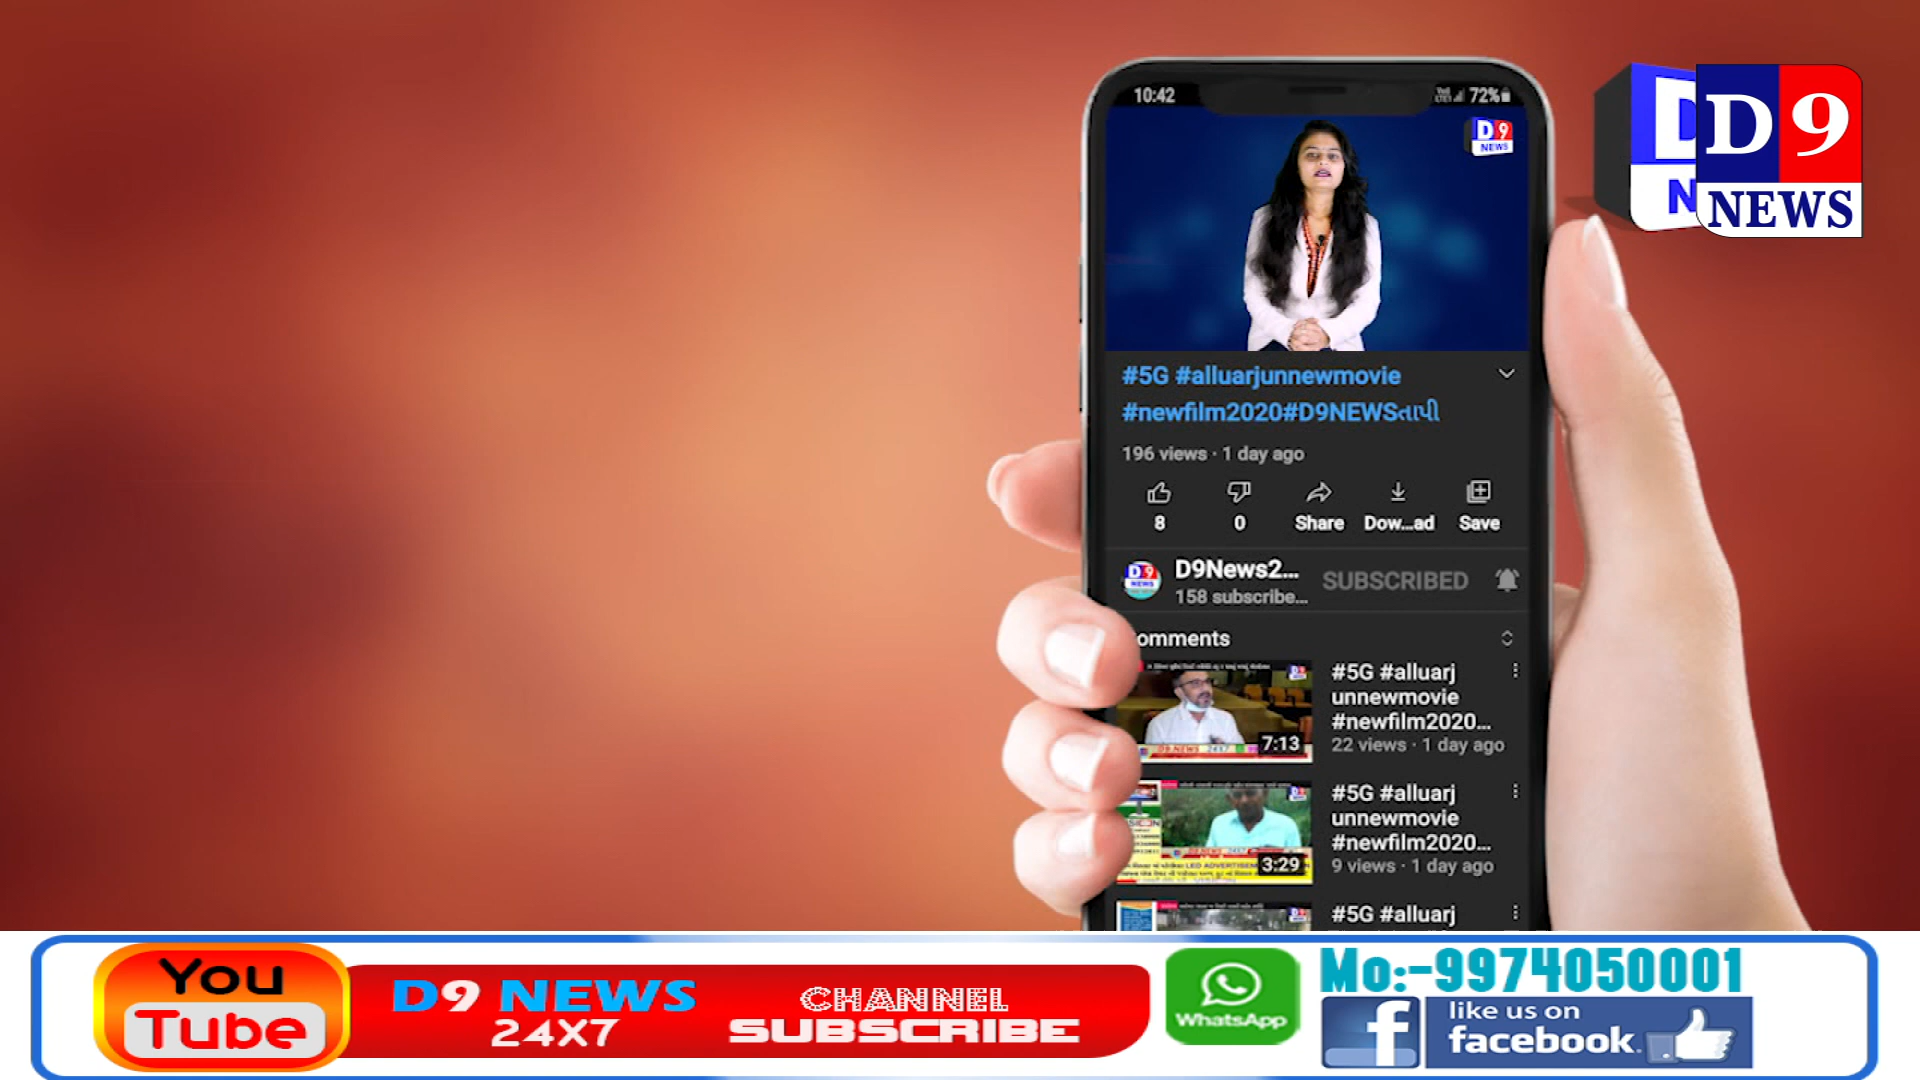 10:42
72%
D9
NEWS
D
N
D9
NEWS
#5G #alluarjunnewmovie
#newfilm2020#D9NEWSતાપી
196 views · 1 day ago
8
0
Share
Dow...ad
Save
D9
NEWS
D9News2...
SUBSCRIBED
158 subscribe...
omments
#5G #alluarj
unnewmovie
#newfilm2020...
22 views · 1 day ago
7:13
#5G #alluarj
unnewmovie
#newfilm2020...
9 views · 1 day ago
3:29
#5G #alluarj
You
Tube
D9 NEWS
24X7
CHANNEL
SUBSCRIBE
WhatsApp
Mo:-9974050001
f
like us on
facebook.